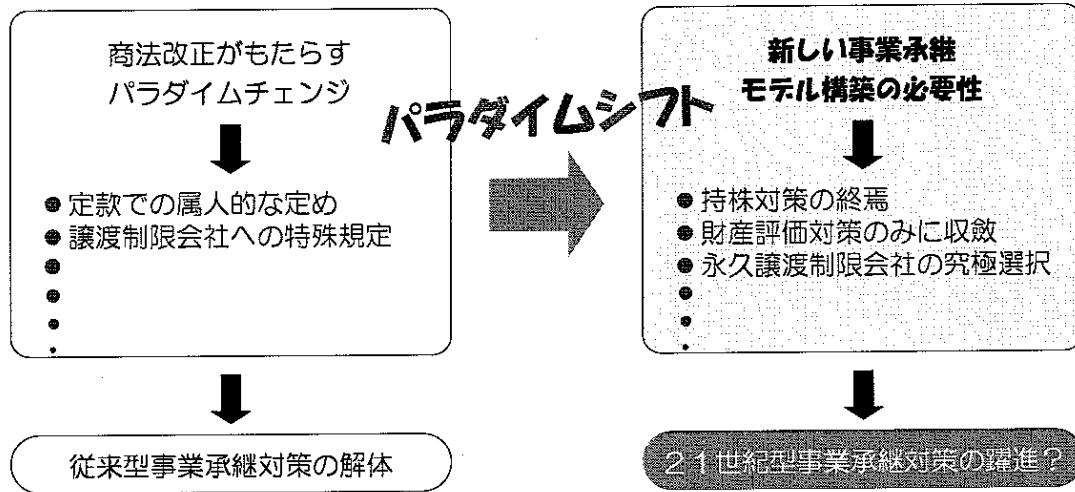 商法改正がもたらす
パラダイムチェンジ
●定款での属人的な定め
●譲渡制限会社への特殊規定
従来型事業承継対策の解体
パラダイムシフト
新しい事業承継
モデル構築の必要性
●持株対策の終焉
●財産評価対策のみに収斂
●永久譲渡制限会社の究極選択
21世紀型事業承継対策の躍進？